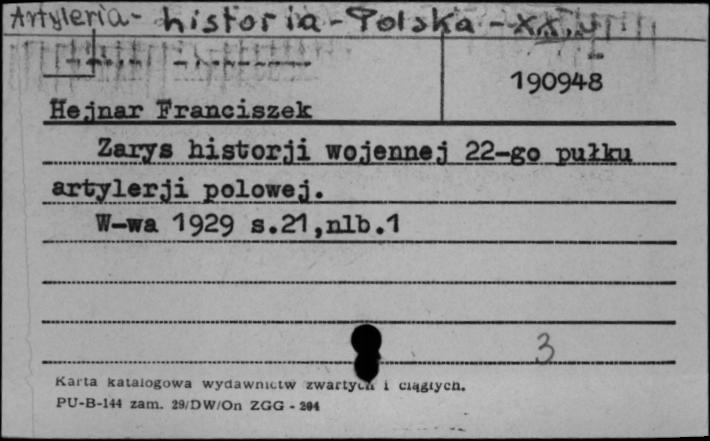 Artyleria - historia - Polska - XX w
190948
Hejnar Franciszek
Zarys historji wojennej 22-go pułku
artylerji polowej.
W-wa 1929 s.21,nlb.1
3
Karta katalogowa wydawnictw zwartych i ciągłych.
PU-B-144 zam. 29/DW/On ZGG - 204